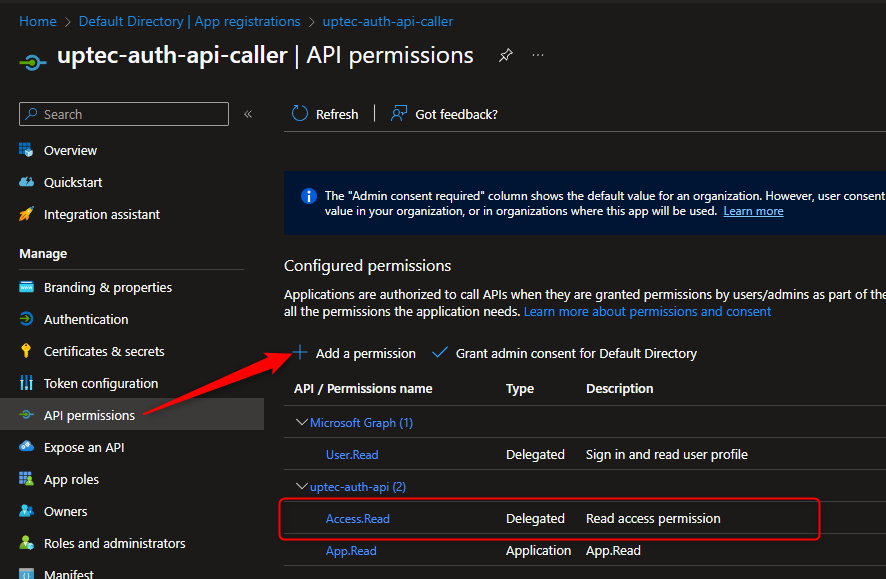 Home > Default Directory | App registrations > uptec-auth-api-caller
uptec-auth-api-caller | API permissions
Search
Refresh
Got feedback?
Overview
Quickstart
Integration assistant
Manage
Branding & properties
Authentication
Certificates & secrets
Token configuration
API permissions
Expose an API
App roles
Owners
Roles and administrators
Manifest
The "Admin consent required" column shows the default value for an organization. However, user consent
value in your organization, or in organizations where this app will be used. Learn more
Configured permissions
Applications are authorized to call APIs when they are granted permissions by users/admins as part of the
all the permissions the application needs. Learn more about permissions and consent
Add a permission Grant admin consent for Default Directory
API / Permissions name Type Description
Microsoft Graph (1)
User.Read Delegated Sign in and read user profile
uptec-auth-api (2)
Access.Read Delegated Read access permission
App.Read Application App.Read